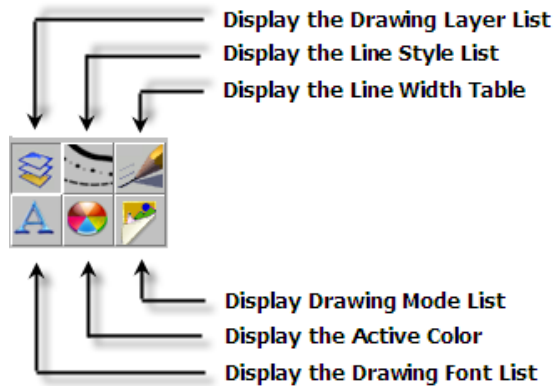 Display the Drawing Layer List
Display the Line Style List
Display the Line Width Table
A
Display Drawing Mode List
Display the Active Color
Display the Drawing Font List